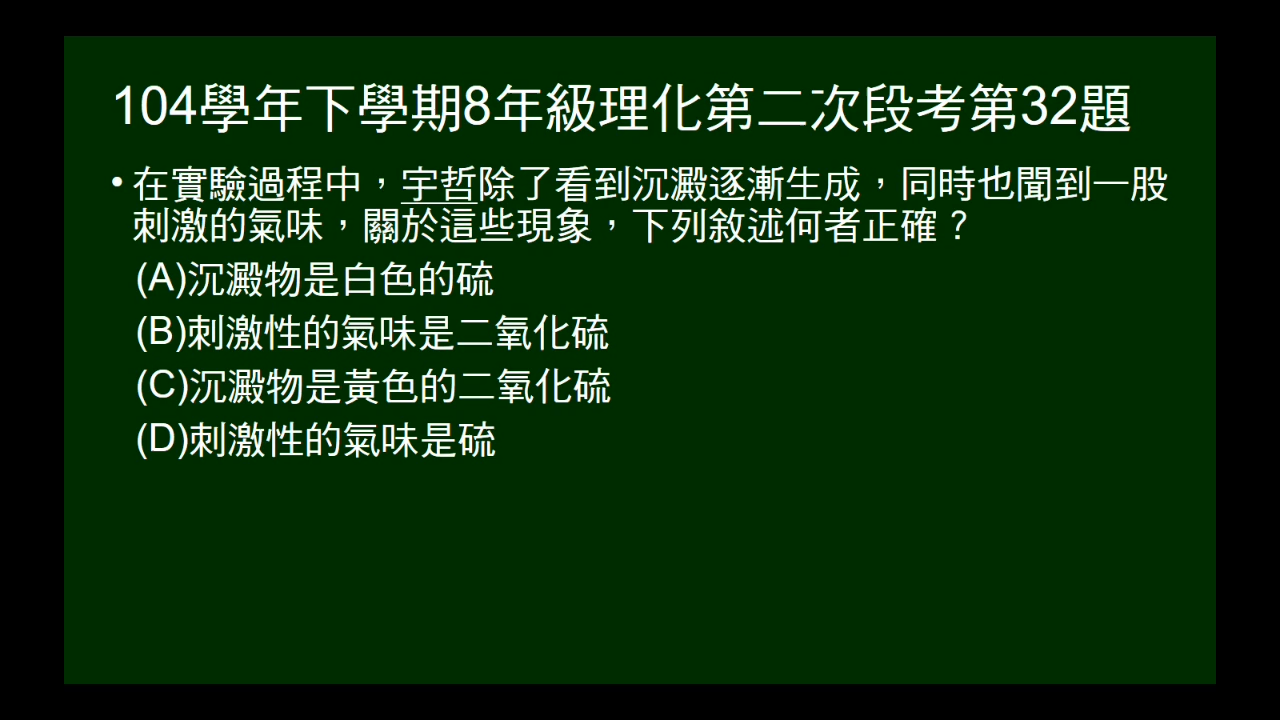 104學年下學期8年級理化第二次段考第32題
• 在實驗過程中，宇哲除了看到沉澱逐漸生成，同時也聞到一股
刺激的氣味，關於這些現象，下列敘述何者正確？
(A)沉澱物是白色的硫
(B)刺激性的氣味是二氧化硫
(C)沉澱物是黃色的二氧化硫
(D)刺激性的氣味是硫